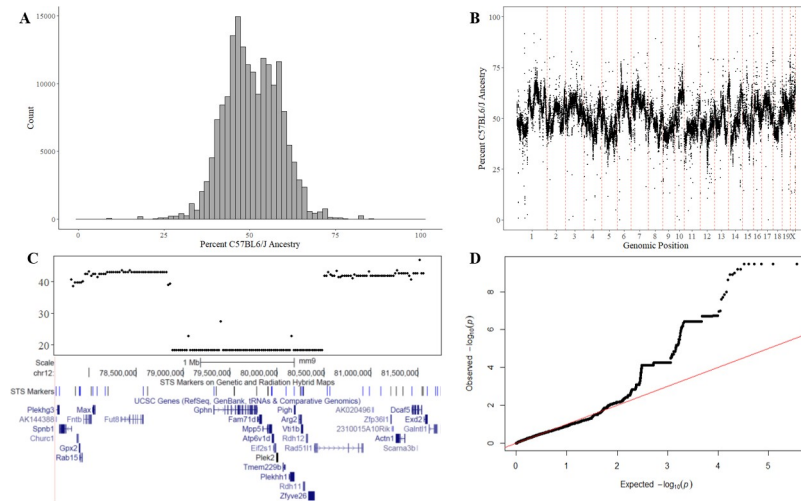 A
15000
10000
5000
0
Count
0 25 50 75 100
Percent C57BL6/J Ancestry
B
100
75
50
25
0
Percent C57BL6/J Ancestry
1 2 3 4 5 6 7 8 9 10 11 12 13 14 15 16 17 18 19 X
Genomic Position
C
40
30
20
Scale 1 Mb mm9
chr12: 78,500,000 79,000,000 79,500,000 80,000,000 80,500,000 81,000,000 81,500,000
STS Markers on Genetic and Radiation Hybrid Maps
STS Markers
UCSC Genes (RefSeq, GenBank, tRNAs & Comparative Genomics)
Plekhg3 Max Gphn Pigh AK020496 Dcaf5
AK144388 Fntb Fut8 Fam71d Arg2 Zfp36l1 Exd2
Spnb1 Mpp5 Vti1b 2310015A10Rik Galntl1
Churc1 Atp6v1d Rdh12 Actn1
Gpx2 Eif2s1 Rad51l1 Scama3b
Rab15 Plek2
Tmem229b
Plekhh1
Rdh11
Zfyve26
D
8
6
4
2
0
Observed −log10(p)
0 1 2 3 4 5
Expected −log10(p)